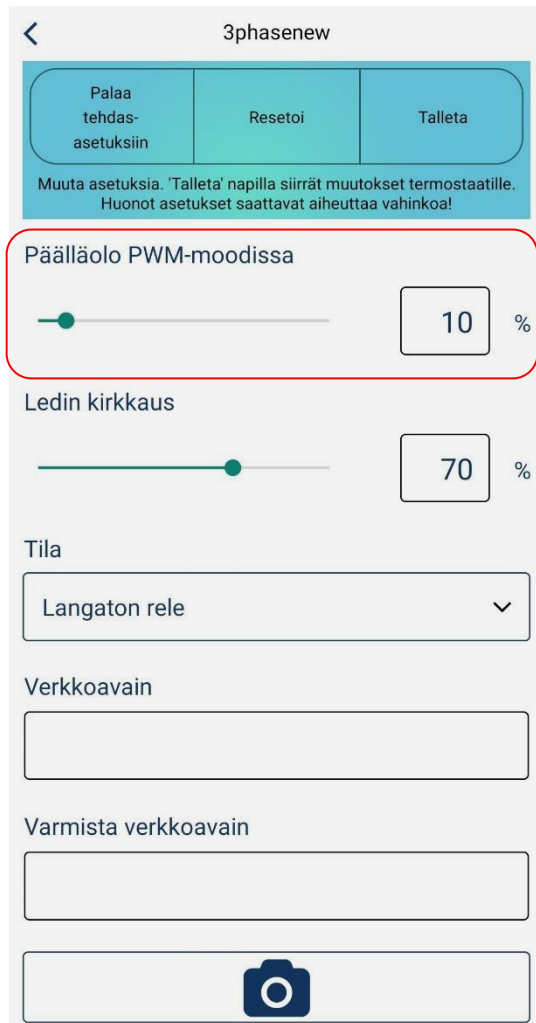 3phasenew
Palaa
tehdas-
asetuksiin
Resetoi
Talleta
Muuta asetuksia. 'Talleta' napilla siirrät muutokset termostaatille.
Huonot asetukset saattavat aiheuttaa vahinkoa!
Päälläolo PWM-moodissa
10 %
Ledin kirkkaus
70 %
Tila
Langaton rele
Verkkoavain
Varmista verkkoavain